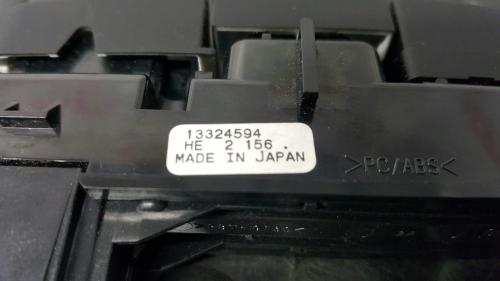 13324594
HE 2 156 .
MADE IN JAPAN
>PC/ABS<